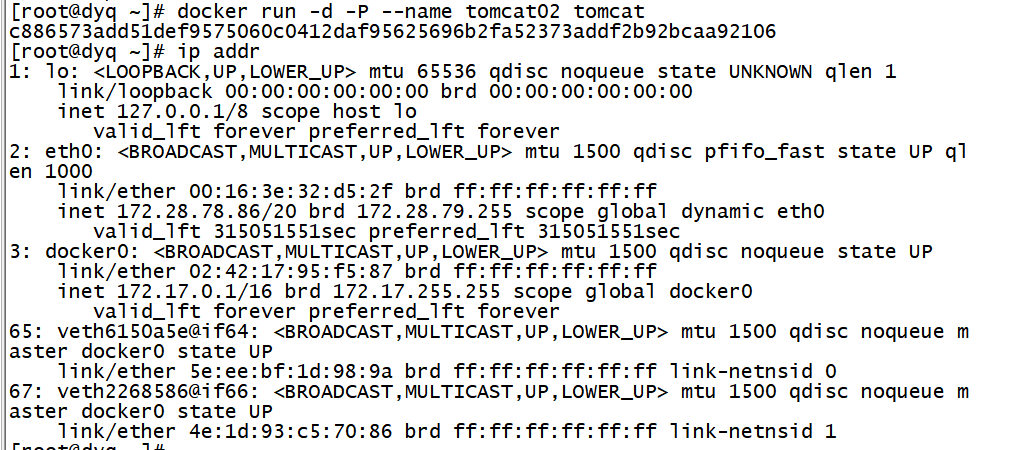 [root@dyq ~]# docker run -d -P --name tomcat02 tomcat
c886573add51def9575060c0412daf95625696b2fa52373addf2b92bcaa92106
[root@dyq ~]# ip addr
1: lo: <LOOPBACK,UP,LOWER_UP> mtu 65536 qdisc noqueue state UNKNOWN qlen 1
    link/loopback 00:00:00:00:00:00 brd 00:00:00:00:00:00
    inet 127.0.0.1/8 scope host lo
       valid_lft forever preferred_lft forever
2: eth0: <BROADCAST,MULTICAST,UP,LOWER_UP> mtu 1500 qdisc pfifo_fast state UP ql
en 1000
    link/ether 00:16:3e:32:d5:2f brd ff:ff:ff:ff:ff:ff
    inet 172.28.78.86/20 brd 172.28.79.255 scope global dynamic eth0
       valid_lft 315051551sec preferred_lft 315051551sec
3: docker0: <BROADCAST,MULTICAST,UP,LOWER_UP> mtu 1500 qdisc noqueue state UP
    link/ether 02:42:17:95:f5:87 brd ff:ff:ff:ff:ff:ff
    inet 172.17.0.1/16 brd 172.17.255.255 scope global docker0
       valid_lft forever preferred_lft forever
65: veth6150a5e@if64: <BROADCAST,MULTICAST,UP,LOWER_UP> mtu 1500 qdisc noqueue m
aster docker0 state UP
    link/ether 5e:ee:bf:1d:98:9a brd ff:ff:ff:ff:ff:ff link-netnsid 0
67: veth2268586@if66: <BROADCAST,MULTICAST,UP,LOWER_UP> mtu 1500 qdisc noqueue m
aster docker0 state UP
    link/ether 4e:1d:93:c5:70:86 brd ff:ff:ff:ff:ff:ff link-netnsid 1
[root@dyq ~]#